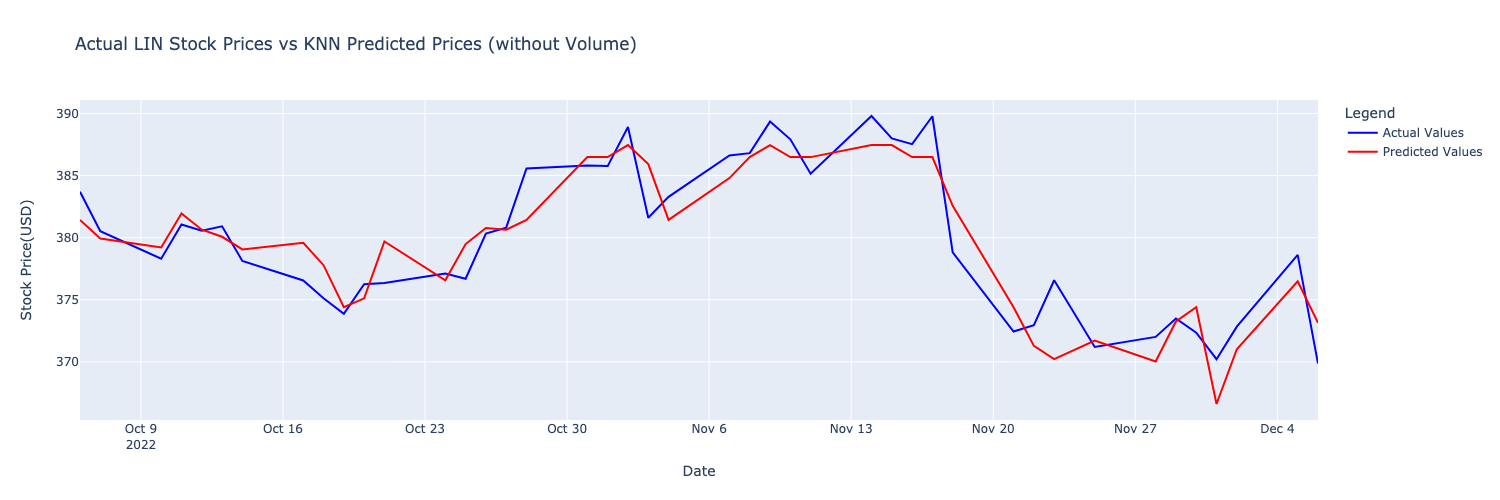 Actual LIN Stock Prices vs KNN Predicted Prices (without Volume)
Legend
Actual Values
Predicted Values
Stock Price(USD)
390
385
380
375
370
Oct 9
2022
Oct 16
Oct 23
Oct 30
Nov 6
Nov 13
Nov 20
Nov 27
Dec 4
Date